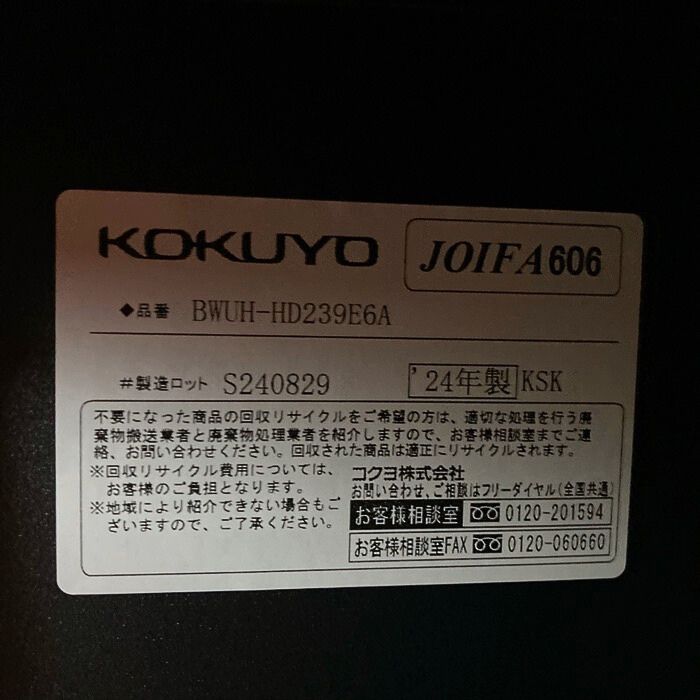 KOKUYO
JOIFA606
◆品番 BWUH-HD239E6A
#製造ロット S240829
'24年製 KSK
不要になった商品の回収リサイクルをご希望の方は、適切な処理を行う廃
棄物搬送業者と廃棄物処理業者を紹介しますので、お客様相談室までご連
絡、お問い合わせください。回収された商品は適正にリサイクルされます。
※回収リサイクル費用については、
お客様のご負担となります。
※地域により紹介できない場合もご
ざいますので、ご了承ください。
コクヨ株式会社
お問い合わせ、ご相談はフリーダイヤル(全国共通)
お客様相談室 0120-201594
お客様相談室FAX 0120-060660